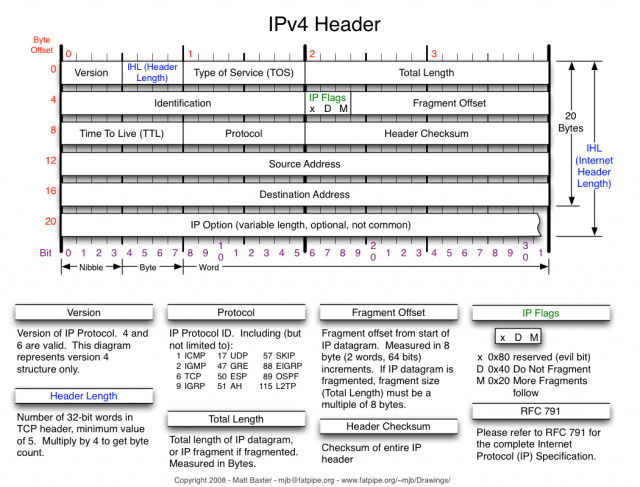 IPv4 Header
Byte
Offset
0 1 2 3
0 Version IHL (Header Length) Type of Service (TOS) Total Length
4 Identification IP Flags x D M Fragment Offset
8 Time To Live (TTL) Protocol Header Checksum
12 Source Address
16 Destination Address
20 IP Option (variable length, optional, not common)
20
Bytes
IHL
(Internet
Header
Length)
Bit 0 1 2 3 4 5 6 7 8 9 10 1 2 3 4 5 6 7 8 9 20 1 2 3 4 5 6 7 8 9 30 1
Nibble Byte Word
Version
Version of IP Protocol. 4 and
6 are valid. This diagram
represents version 4
structure only.
Header Length
Number of 32-bit words in
TCP header, minimum value
of 5. Multiply by 4 to get byte
count.
Protocol
IP Protocol ID. Including (but
not limited to):
1 ICMP 17 UDP 57 SKIP
2 IGMP 47 GRE 88 EIGRP
6 TCP 50 ESP 89 OSPF
9 IGRP 51 AH 115 L2TP
Total Length
Total length of IP datagram,
or IP fragment if fragmented.
Measured in Bytes.
Fragment Offset
Fragment offset from start of
IP datagram. Measured in 8
byte (2 words, 64 bits)
increments. If IP datagram is
fragmented, fragment size
(Total Length) must be a
multiple of 8 bytes.
Header Checksum
Checksum of entire IP
header
IP Flags
x D M
x 0x80 reserved (evil bit)
D 0x40 Do Not Fragment
M 0x20 More Fragments
follow
RFC 791
Please refer to RFC 791 for
the complete Internet
Protocol (IP) Specification.
Copyright 2008 - Matt Baxter - mjb@fatpipe.org - www.fatpipe.org/~mjb/Drawings/